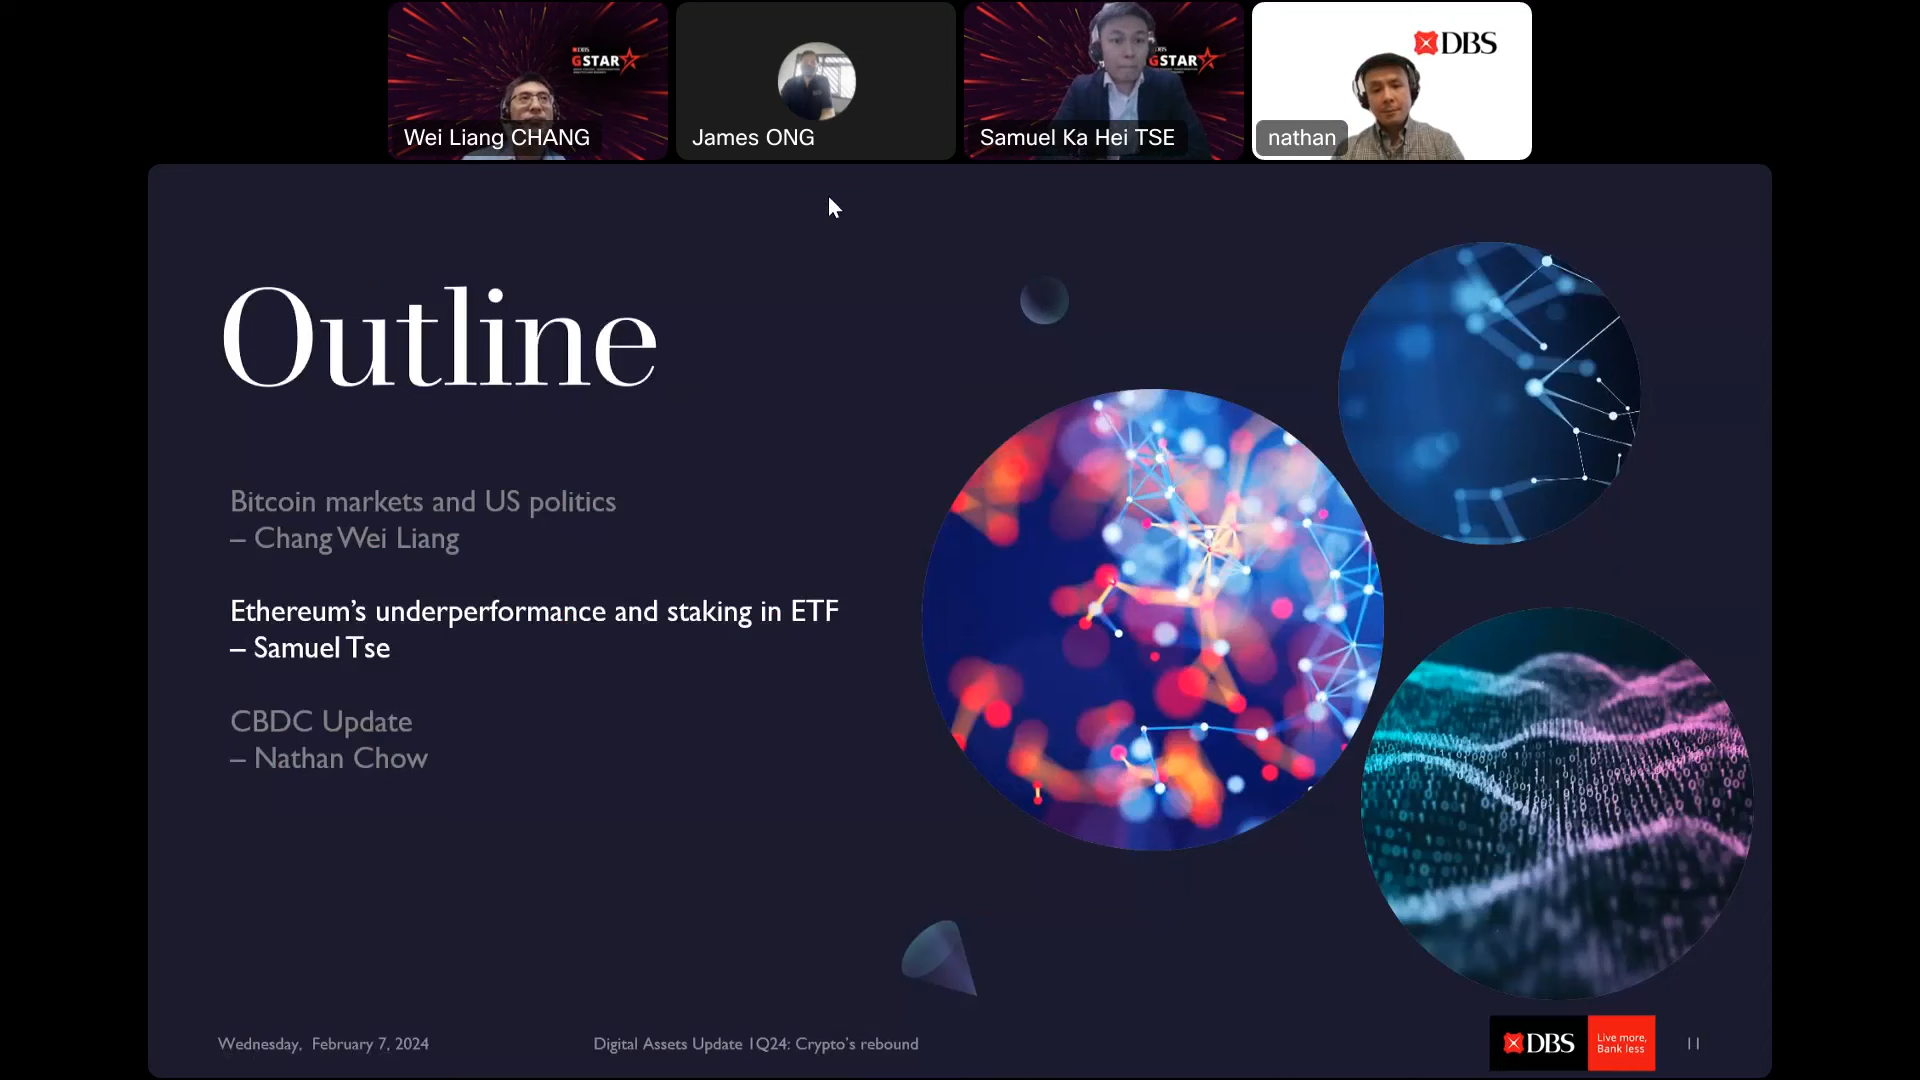 DBS
GSTAR
Wei Liang CHANG
James ONG
DBS
GSTAR
Samuel Ka Hei TSE
DBS
nathan
Outline
Bitcoin markets and US politics
– Chang Wei Liang
Ethereum’s underperformance and staking in ETF
– Samuel Tse
CBDC Update
– Nathan Chow
Wednesday, February 7, 2024
Digital Assets Update 1Q24: Crypto’s rebound
DBS
Live more,
Bank less
11